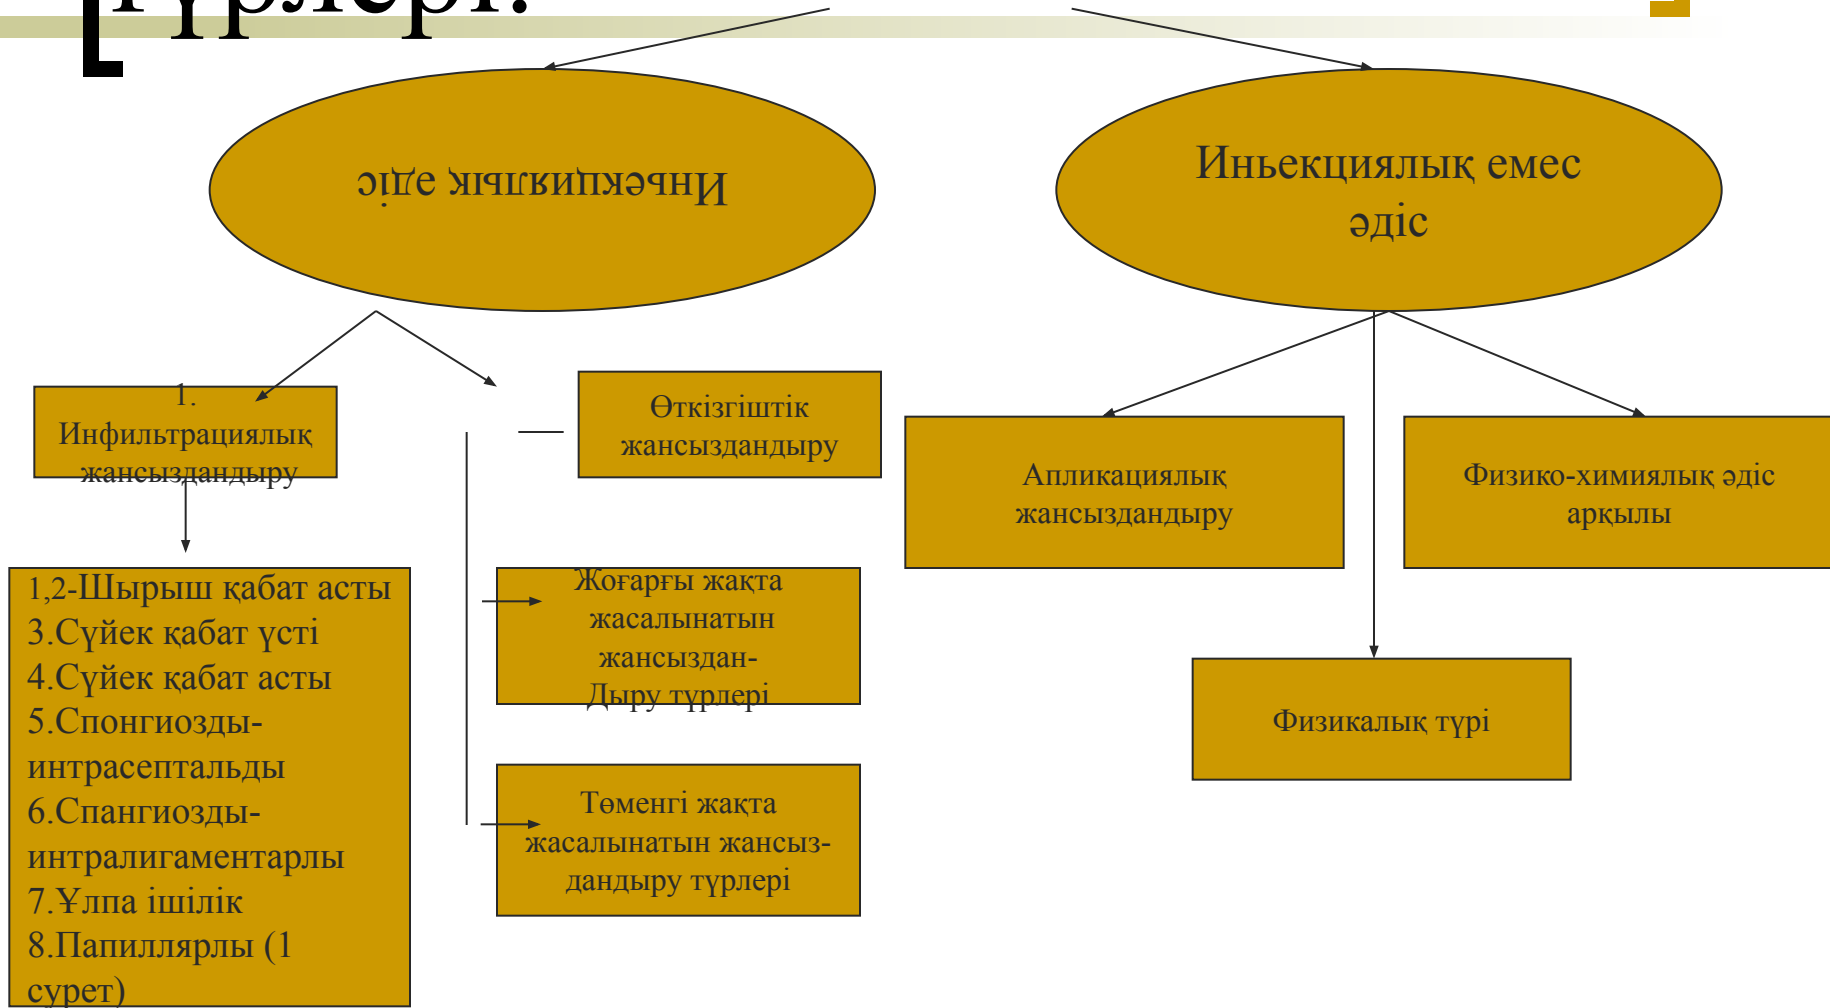 түрлері:
Иньекциялық әдіс
Иньекциялық емес
әдіс
1.
Инфильтрациялық
жансыздандыру
Өткізгіштік
жансыздандыру
Апликациялық
жансыздандыру
Физико-химиялық әдіс
арқылы
1,2-Шырыш қабат асты
3.Сүйек қабат үсті
4.Сүйек қабат асты
5.Спонгиозды-
интрасептальды
6.Спангиозды-
интралигаментарлы
7.Ұлпа ішілік
8.Папиллярлы (1
сурет)
Жоғарғы жақта
жасалынатын
жансыздан-
Дыру түрлері
Төменгі жақта
жасалынатын жансыз-
дандыру түрлері
Физикалық түрі